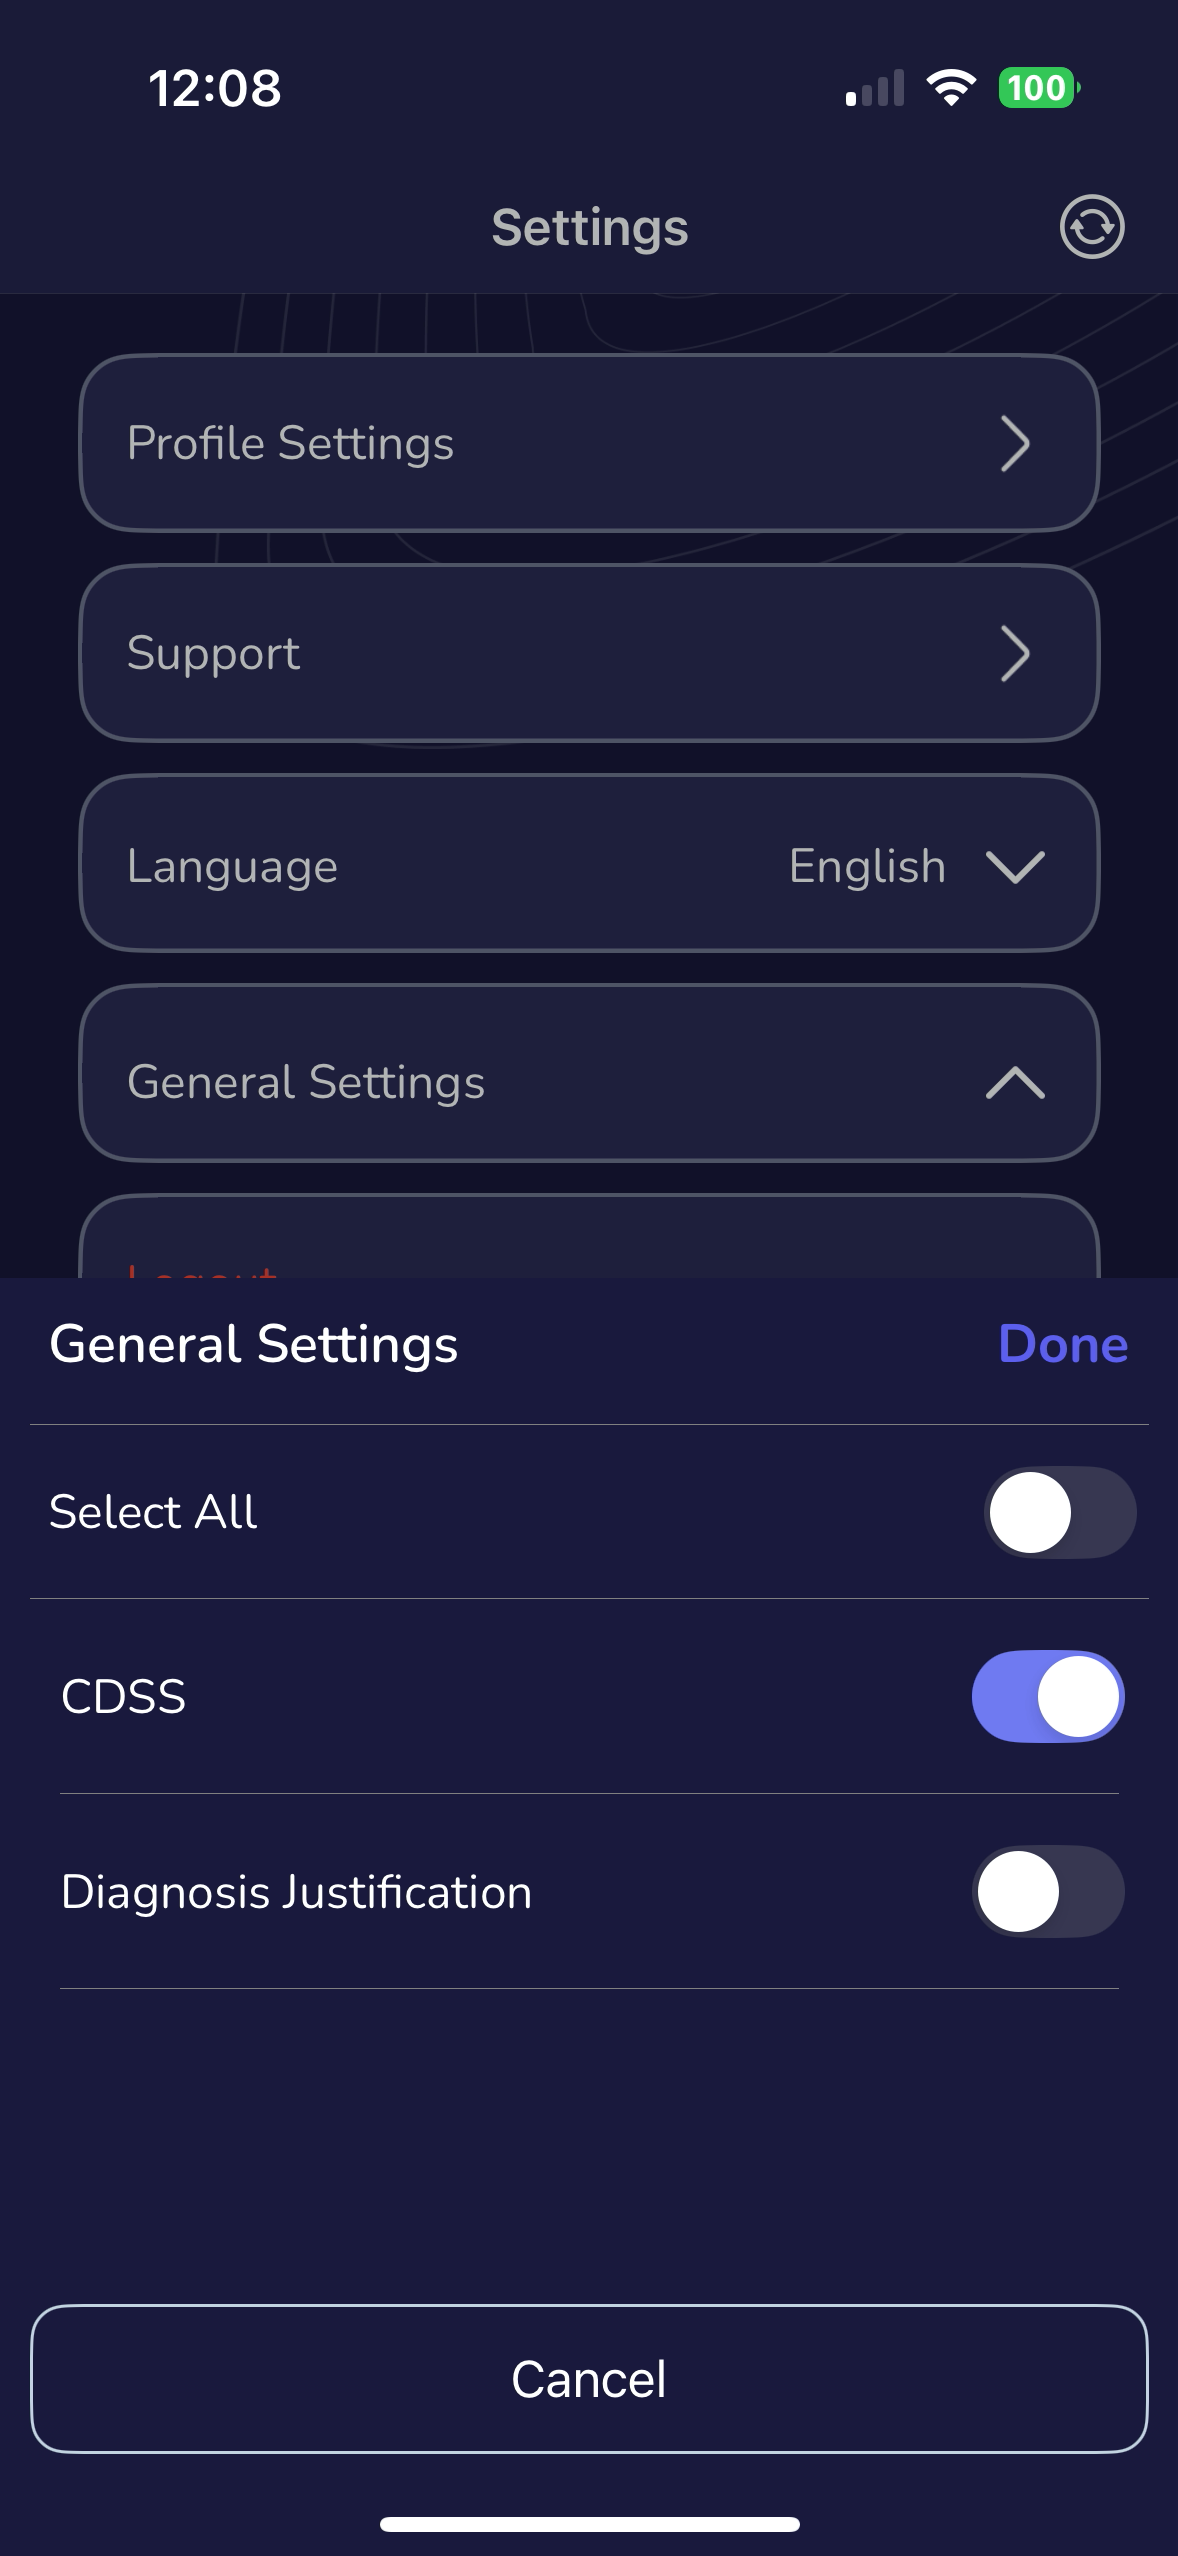 12:08
100
Settings
Profile Settings
Support
Language English
General Settings
Logout
General Settings Done
Select All
CDSS
Diagnosis Justification
Cancel